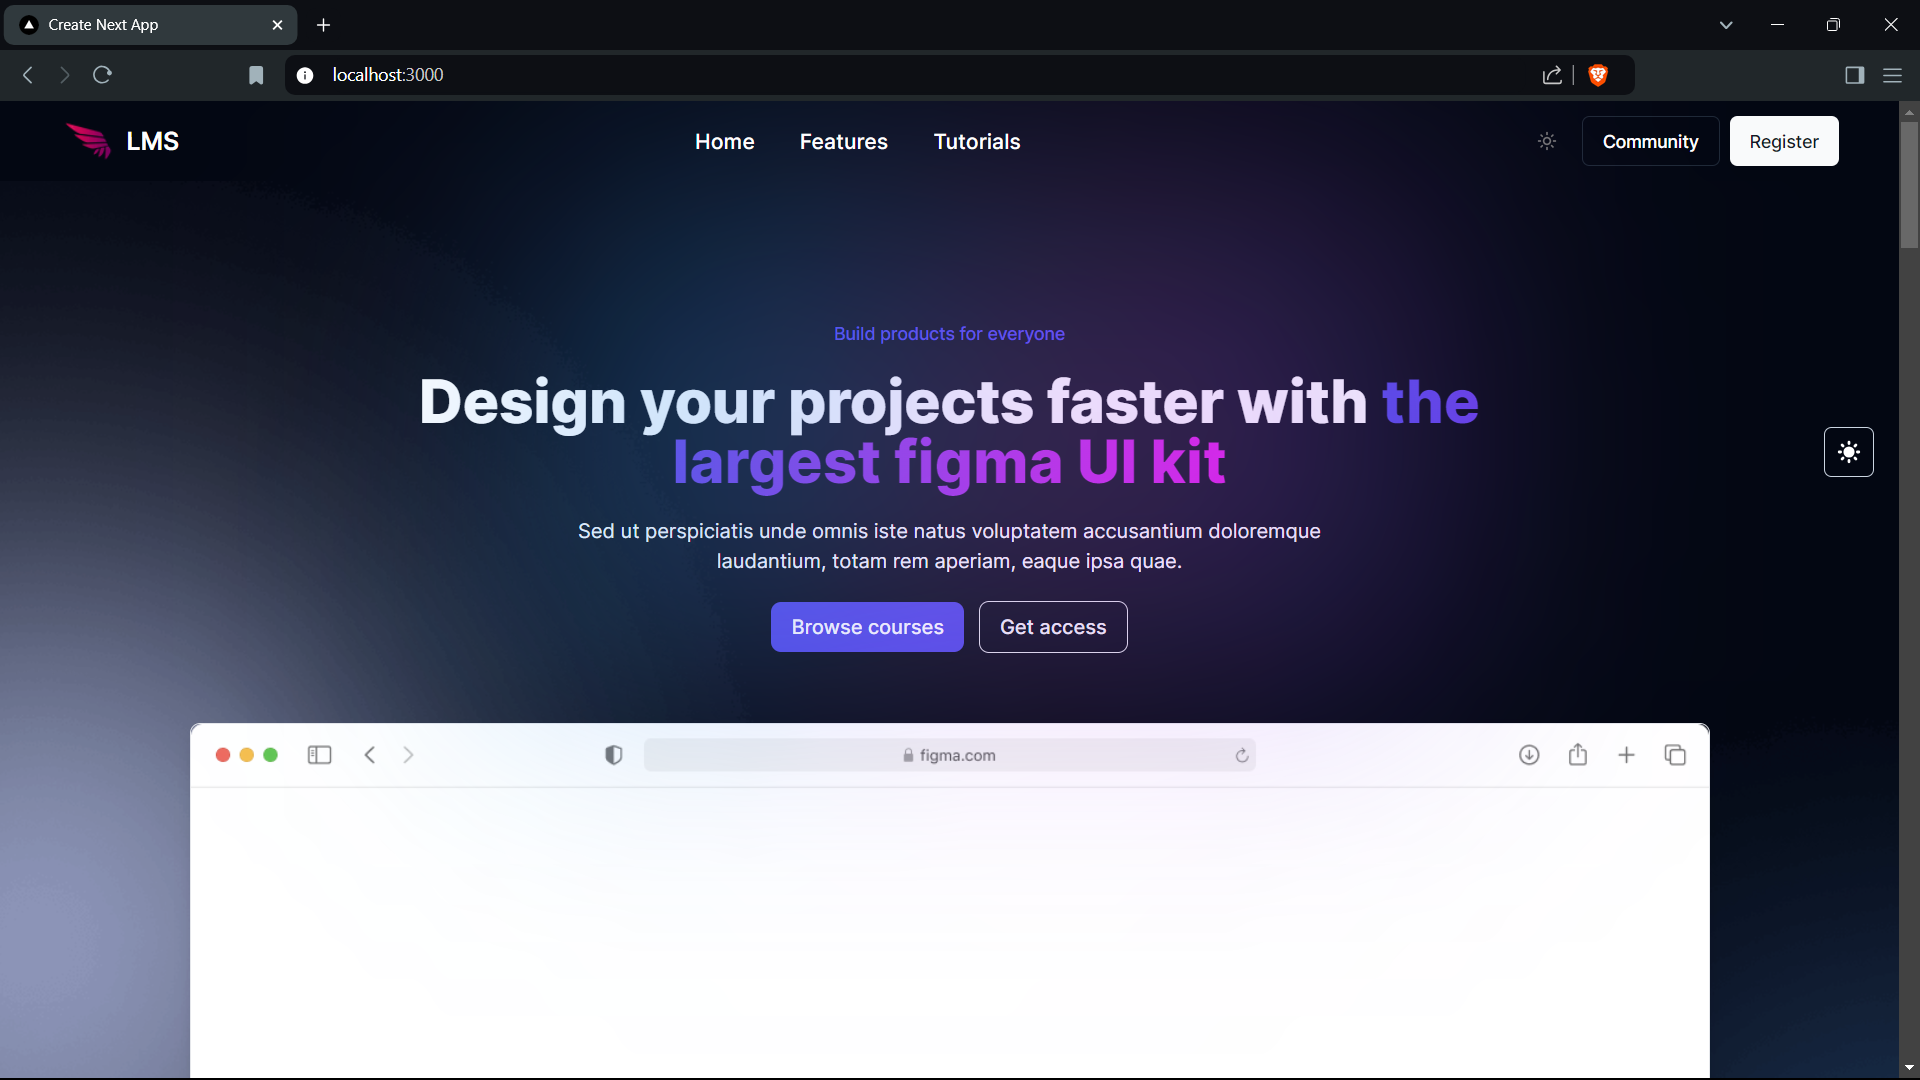 Create Next App
localhost:3000
LMS
Home Features Tutorials
Community Register
Build products for everyone
Design your projects faster with the
largest figma UI kit
Sed ut perspiciatis unde omnis iste natus voluptatem accusantium doloremque
laudantium, totam rem aperiam, eaque ipsa quae.
Browse courses Get access
figma.com